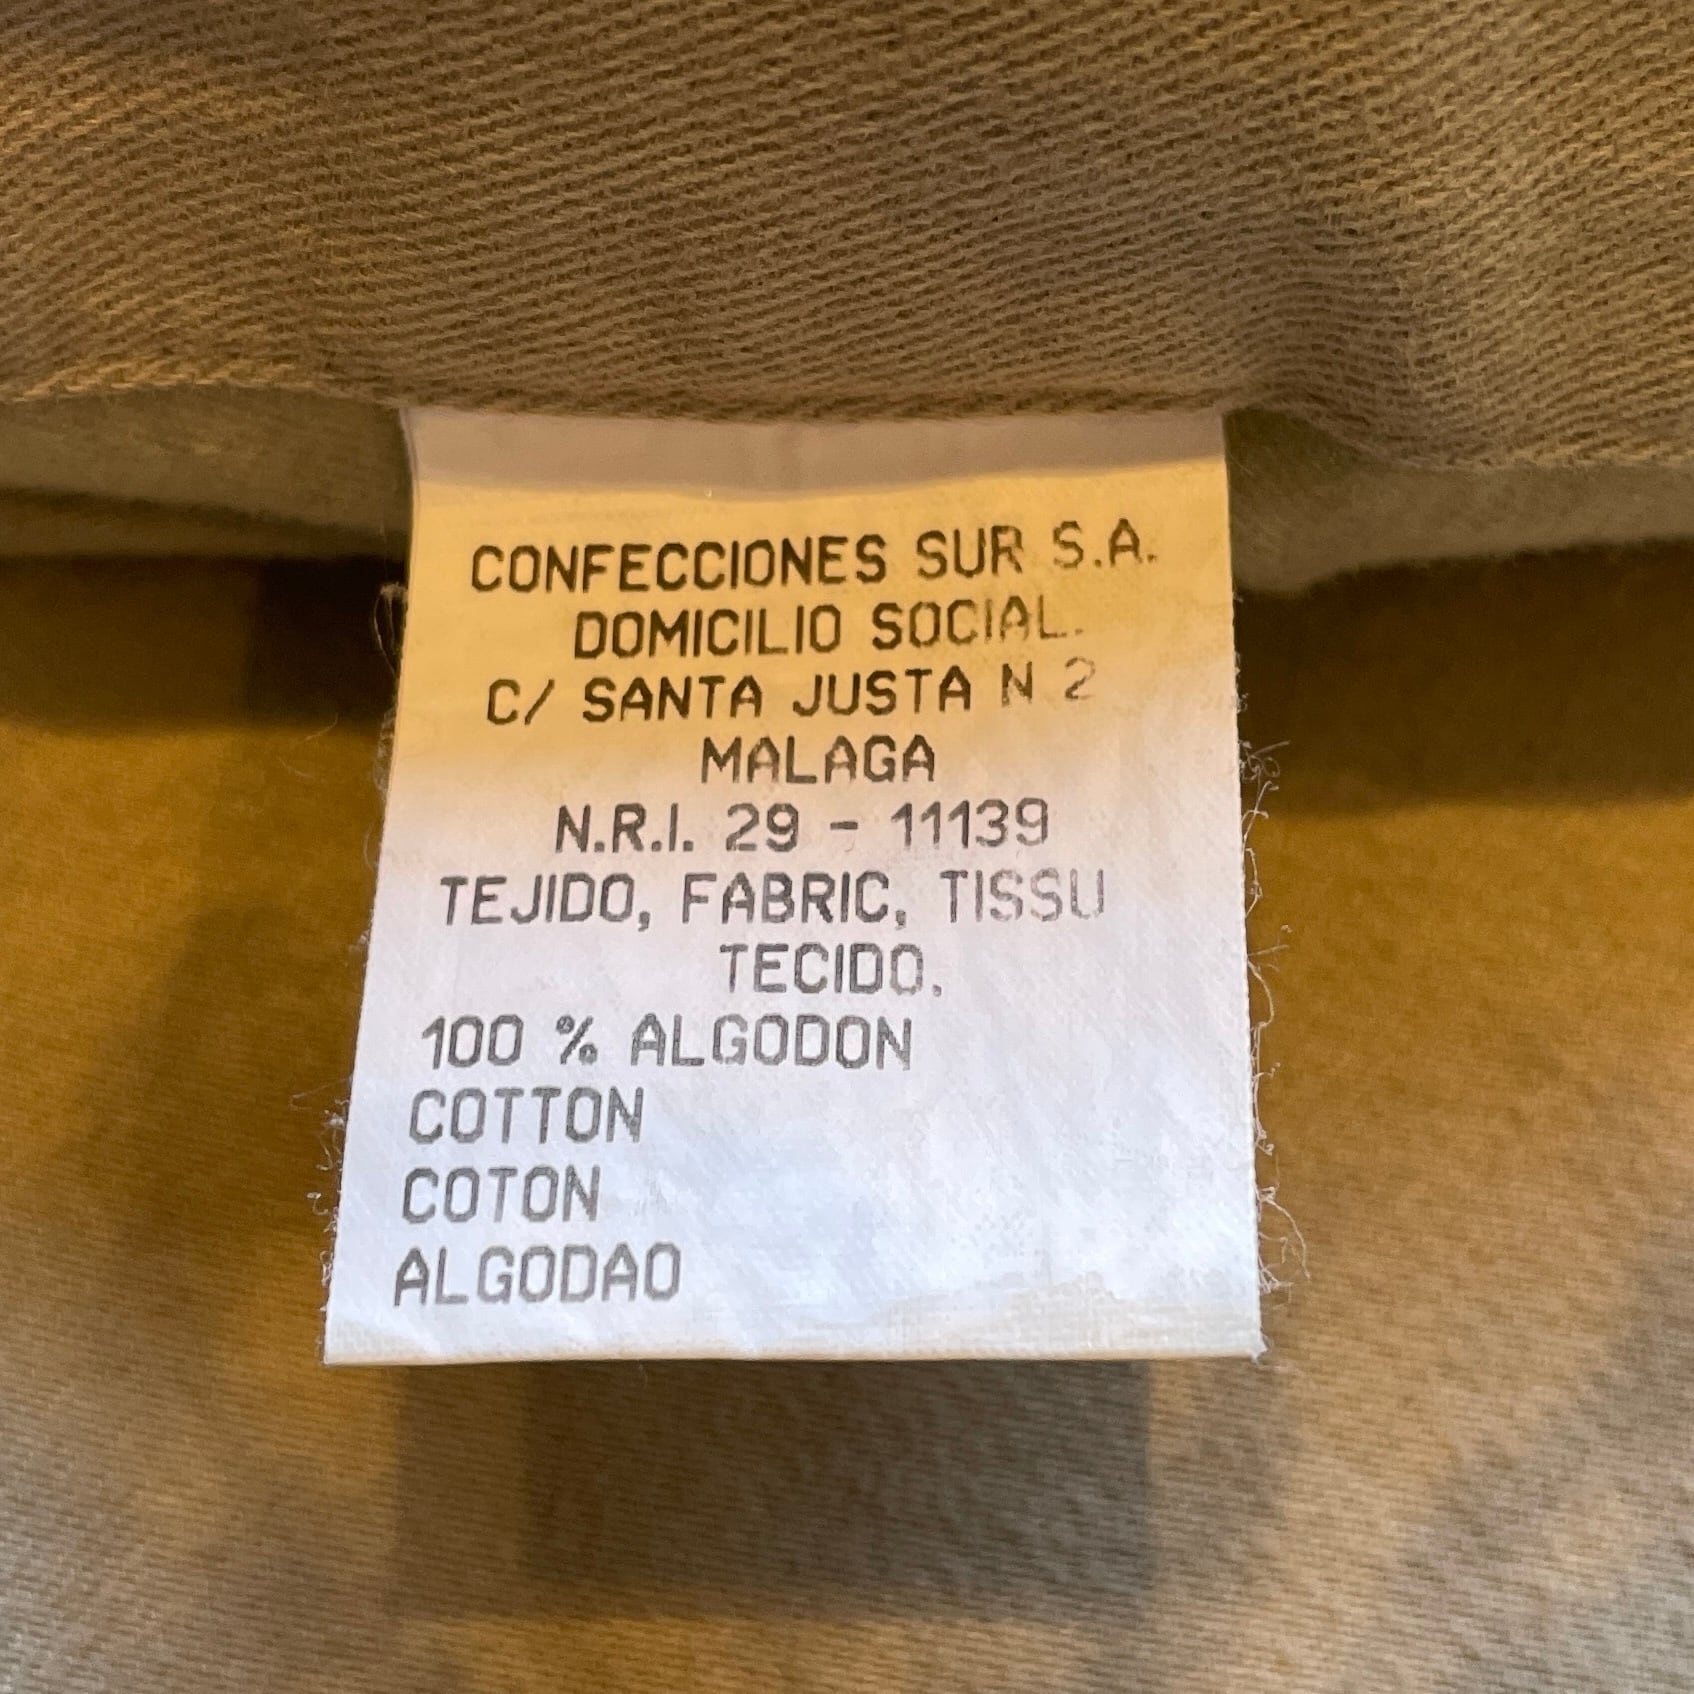 CONFECCIONES SUR S.A.
DOMICILIO SOCIAL.
C/ SANTA JUSTA N 2
MALAGA
N.R.I. 29 - 11139
TEJIDO, FABRIC, TISSU
TECIDO.
100 % ALGODON
COTTON
COTON
ALGODAO